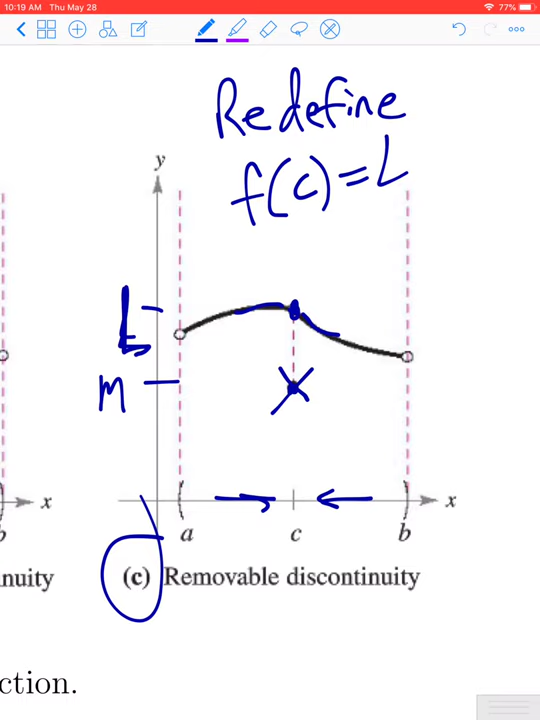 10:19 AM Thu May 28
77%
Redefine
f(c)=L
y
L
m
x
a
c
b
x
b
nuity
(c) Removable discontinuity
ction.